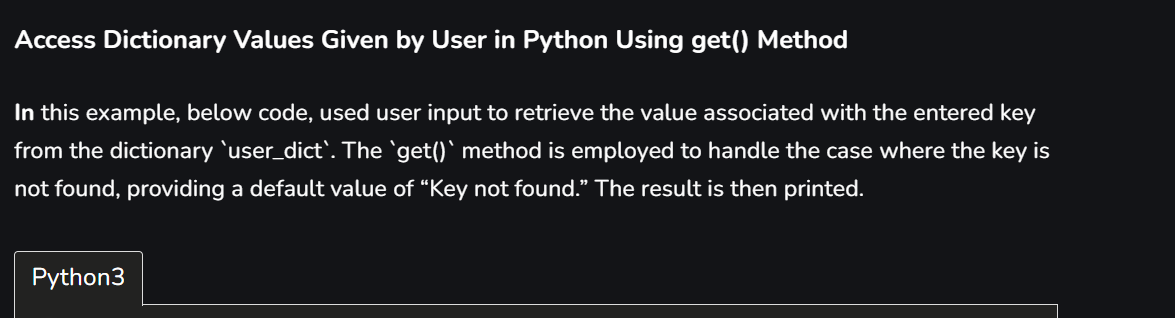 Access Dictionary Values Given by User in Python Using get() Method
In this example, below code, used user input to retrieve the value associated with the entered key
from the dictionary `user_dict`. The `get()` method is employed to handle the case where the key is
not found, providing a default value of “Key not found.” The result is then printed.
Python3